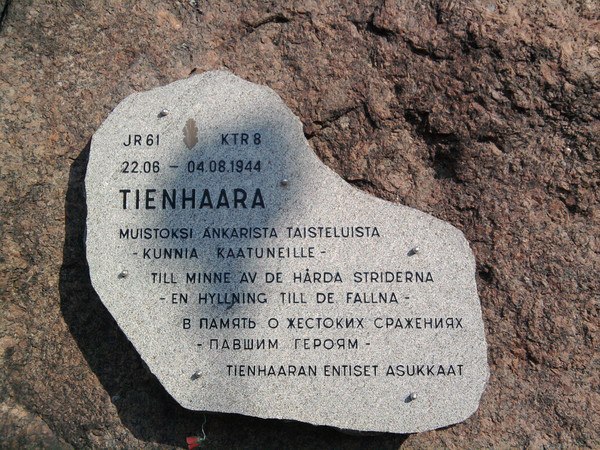 JR 61 KTR 8
22.06 – 04.08.1944
TIENHAARA
MUISTOKSI ANKARISTA TAISTELUISTA
- KUNNIA KAATUNEILLE -
TILL MINNE AV DE HÅRDA STRIDERNA
- EN HYLLNING TILL DE FALLNA -
В ПАМЯТЬ О ЖЕСТОКИХ СРАЖЕНИЯХ
- ПАВШИМ ГЕРОЯМ -
TIENHAARAN ENTISET ASUKKAAT